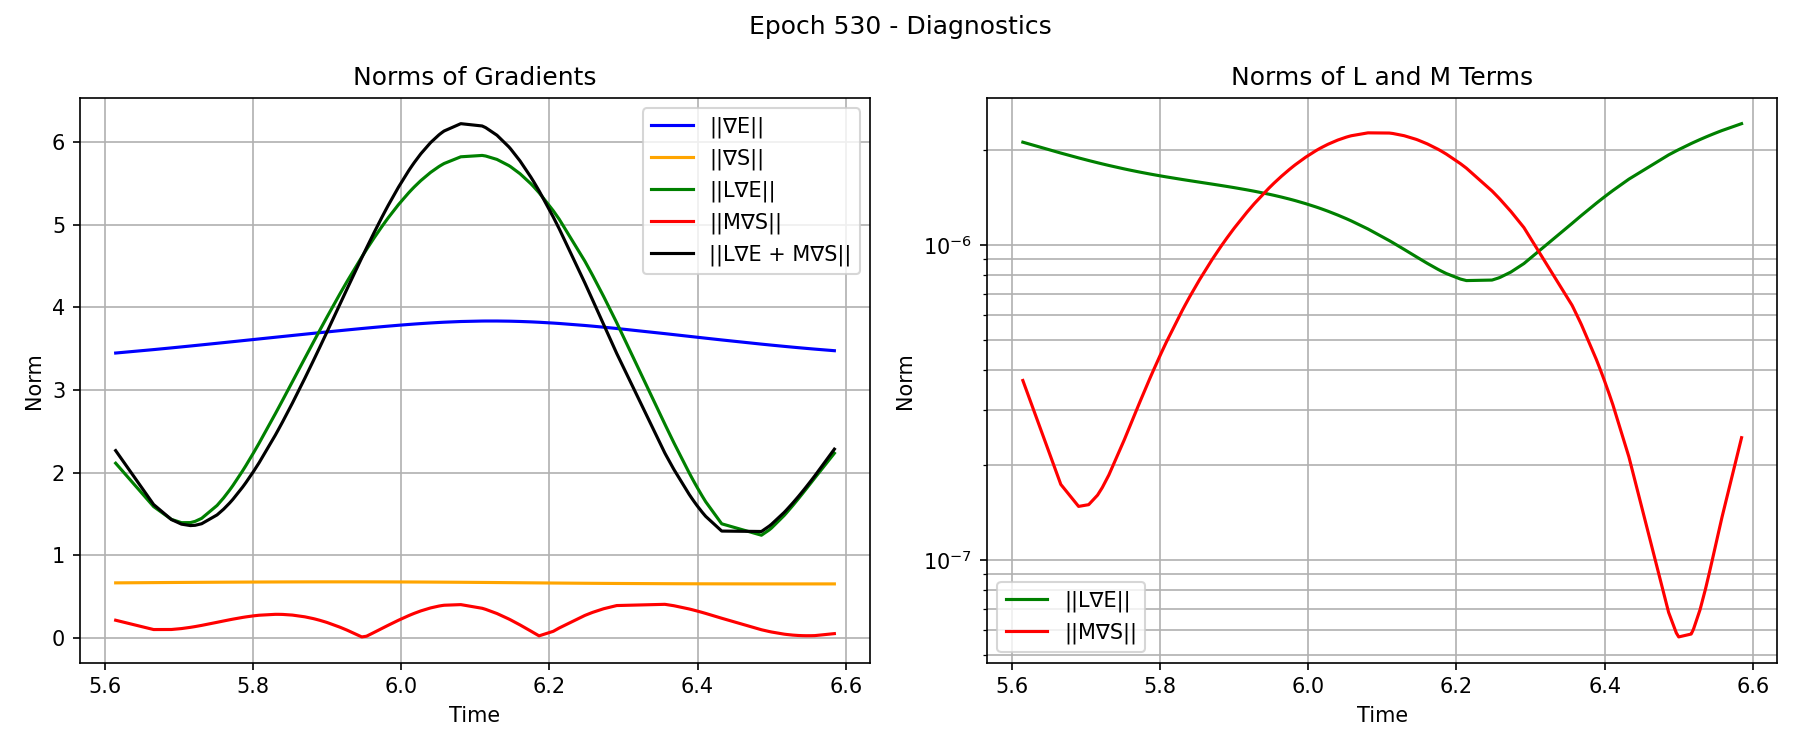 Epoch 530 - Diagnostics
Norms of Gradients
||∇E||
||∇S||
||L∇E||
||M∇S||
||L∇E + M∇S||
Norm
6
5
4
3
2
1
0
5.6
5.8
6.0
6.2
6.4
6.6
Time
Norms of L and M Terms
Norm
10⁻⁶
10⁻⁷
||L∇E||
||M∇S||
5.6
5.8
6.0
6.2
6.4
6.6
Time